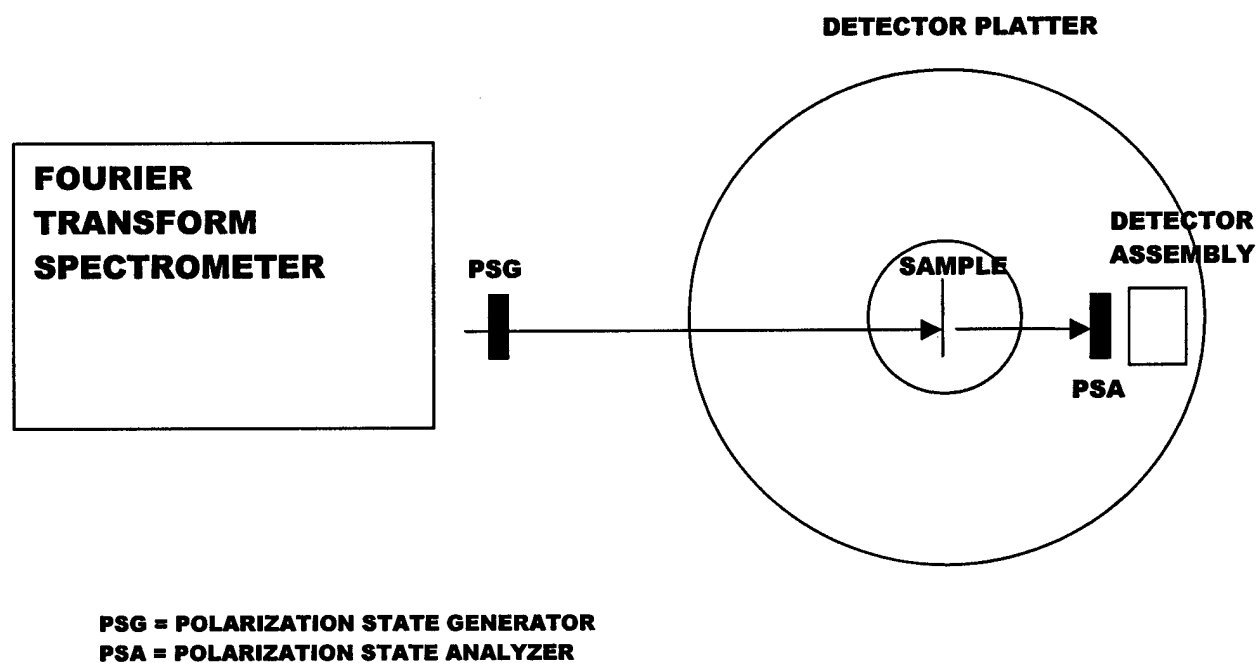 DETECTOR PLATTER
FOURIER
TRANSFORM
SPECTROMETER
PSG
SAMPLE
DETECTOR
ASSEMBLY
PSA
PSG = POLARIZATION STATE GENERATOR
PSA = POLARIZATION STATE ANALYZER